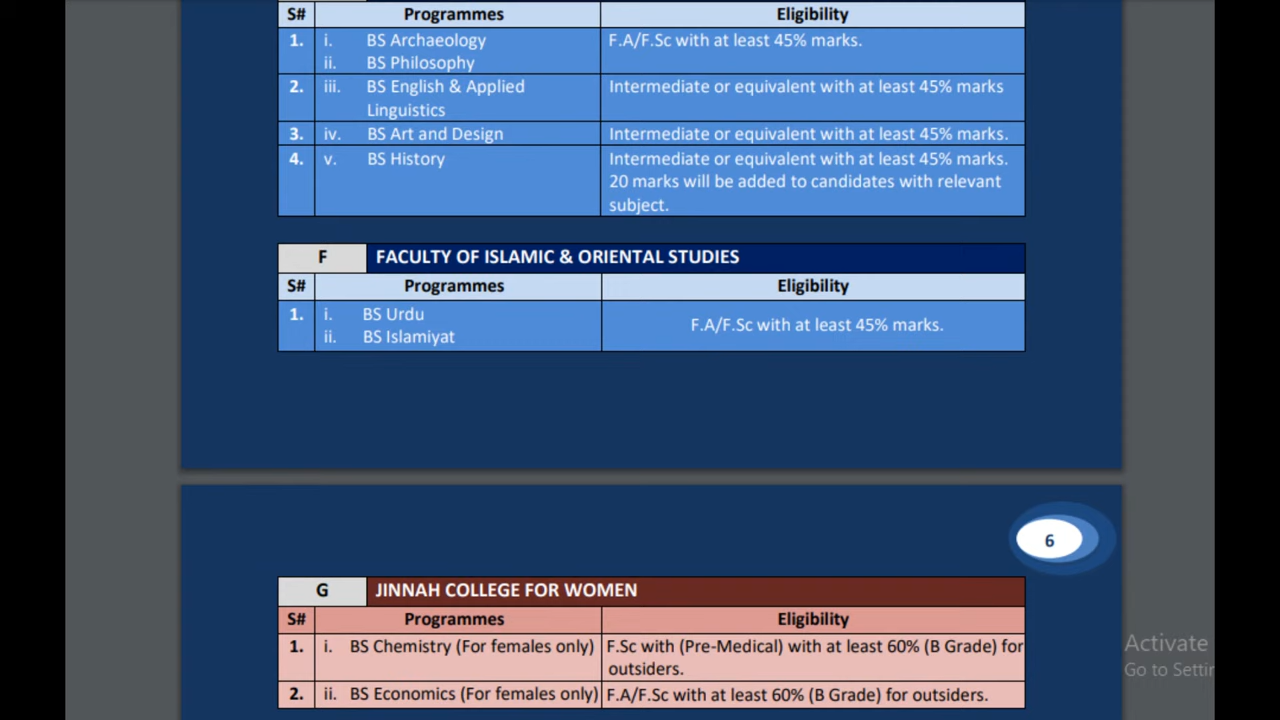 S# Programmes Eligibility
1. i. BS Archaeology F.A/F.Sc with at least 45% marks.
ii. BS Philosophy
2. iii. BS English & Applied Intermediate or equivalent with at least 45% marks
Linguistics
3. iv. BS Art and Design Intermediate or equivalent with at least 45% marks.
4. v. BS History Intermediate or equivalent with at least 45% marks.
20 marks will be added to candidates with relevant
subject.
F FACULTY OF ISLAMIC & ORIENTAL STUDIES
S# Programmes Eligibility
1. i. BS Urdu F.A/F.Sc with at least 45% marks.
ii. BS Islamiyat
6
G JINNAH COLLEGE FOR WOMEN
S# Programmes Eligibility
1. i. BS Chemistry (For females only) F.Sc with (Pre-Medical) with at least 60% (B Grade) for
outsiders.
2. ii. BS Economics (For females only) F.A/F.Sc with at least 60% (B Grade) for outsiders.
Activate
Go to Settin